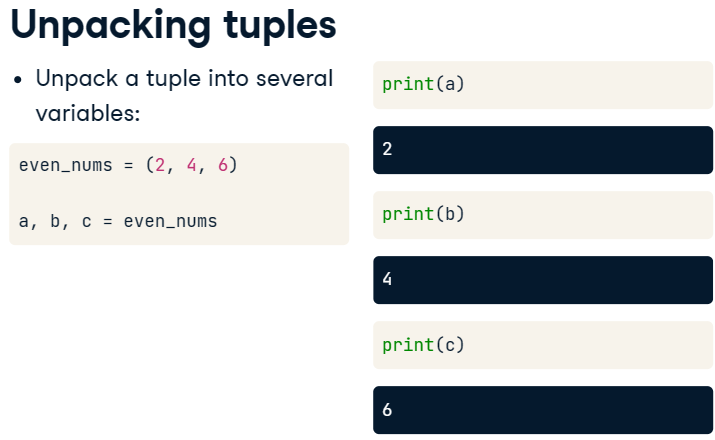 Unpacking tuples
• Unpack a tuple into several
variables:
even_nums = (2, 4, 6)
a, b, c = even_nums
print(a)
2
print(b)
4
print(c)
6